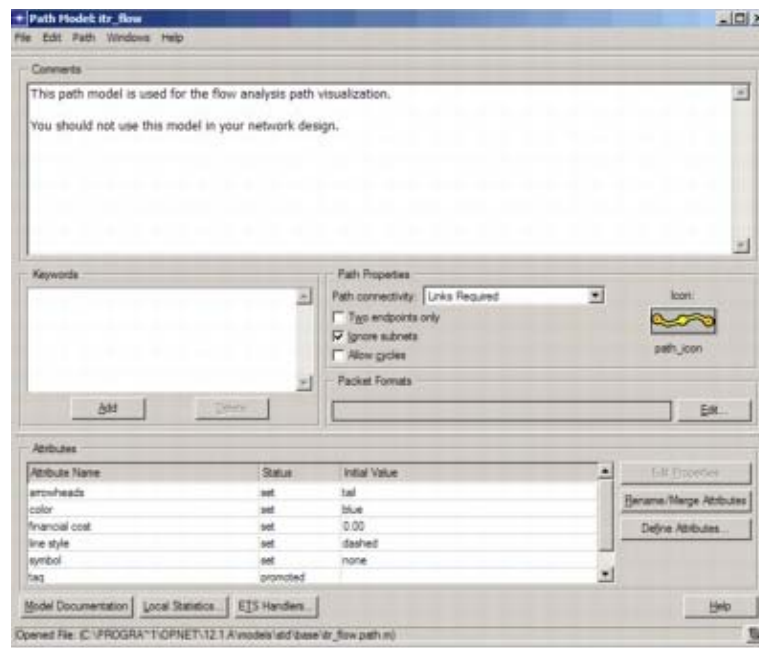 Path Model: itr_flow
File Edit Path Windows Help
Comments
This path model is used for the flow analysis path visualization.
You should not use this model in your network design.
Keywords
Add
Delete
Path Properties
Path connectivity: Links Required
Two endpoints only
Ignore subnets
Allow cycles
Icon:
path_icon
Packet Formats
Edit...
Attributes
Attribute Name Status Initial Value
arrowheads set tail
color set blue
financial cost set 0.00
line style set dashed
symbol set none
tag promoted
Edit Properties
Rename/Merge Attributes
Define Attributes...
Model Documentation Local Statistics... ETS Handlers... Help
Opened File: (C:\PROGRA~1\OPNET\12.1.A\models\std\base\itr_flow.path.m)